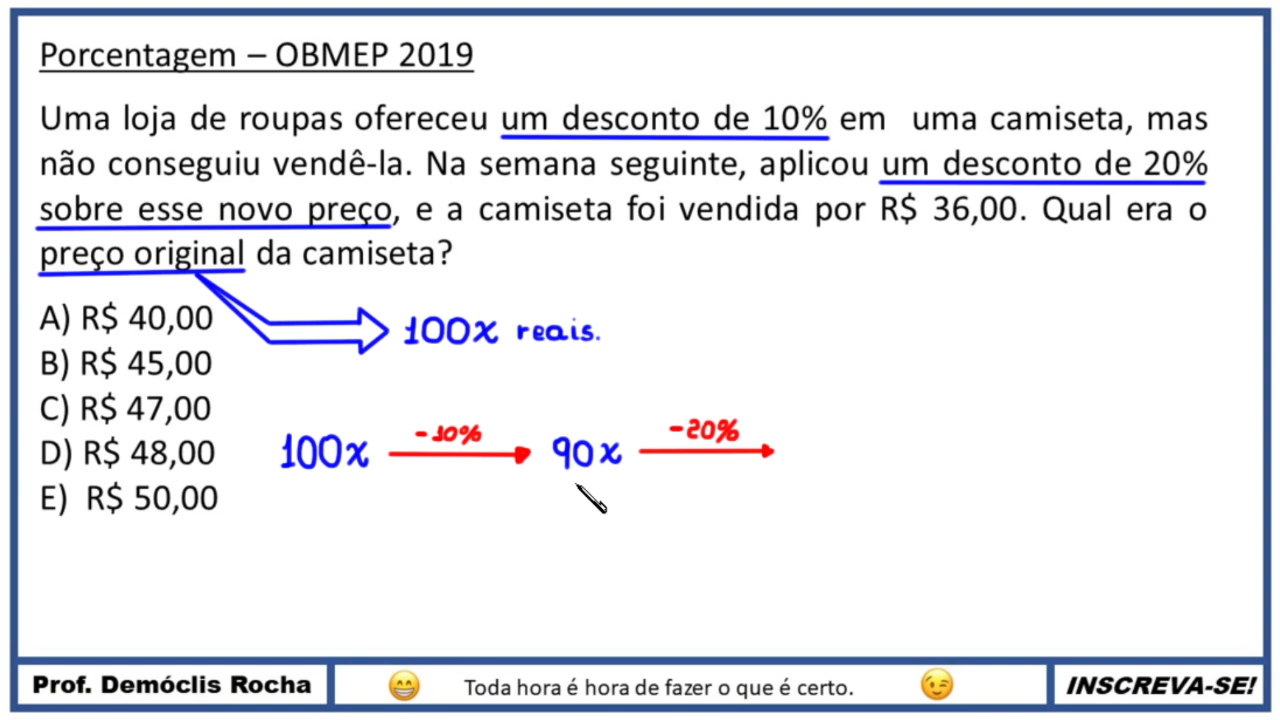 Porcentagem – OBMEP 2019
Uma loja de roupas ofereceu um desconto de 10% em uma camiseta, mas
não conseguiu vendê-la. Na semana seguinte, aplicou um desconto de 20%
sobre esse novo preço, e a camiseta foi vendida por R$ 36,00. Qual era o
preço original da camiseta?
A) R$ 40,00
100x reais.
B) R$ 45,00
C) R$ 47,00
-10%
-20%
D) R$ 48,00
100x
90x
E) R$ 50,00
Prof. Demóclis Rocha
Toda hora é hora de fazer o que é certo.
INSCREVA-SE!